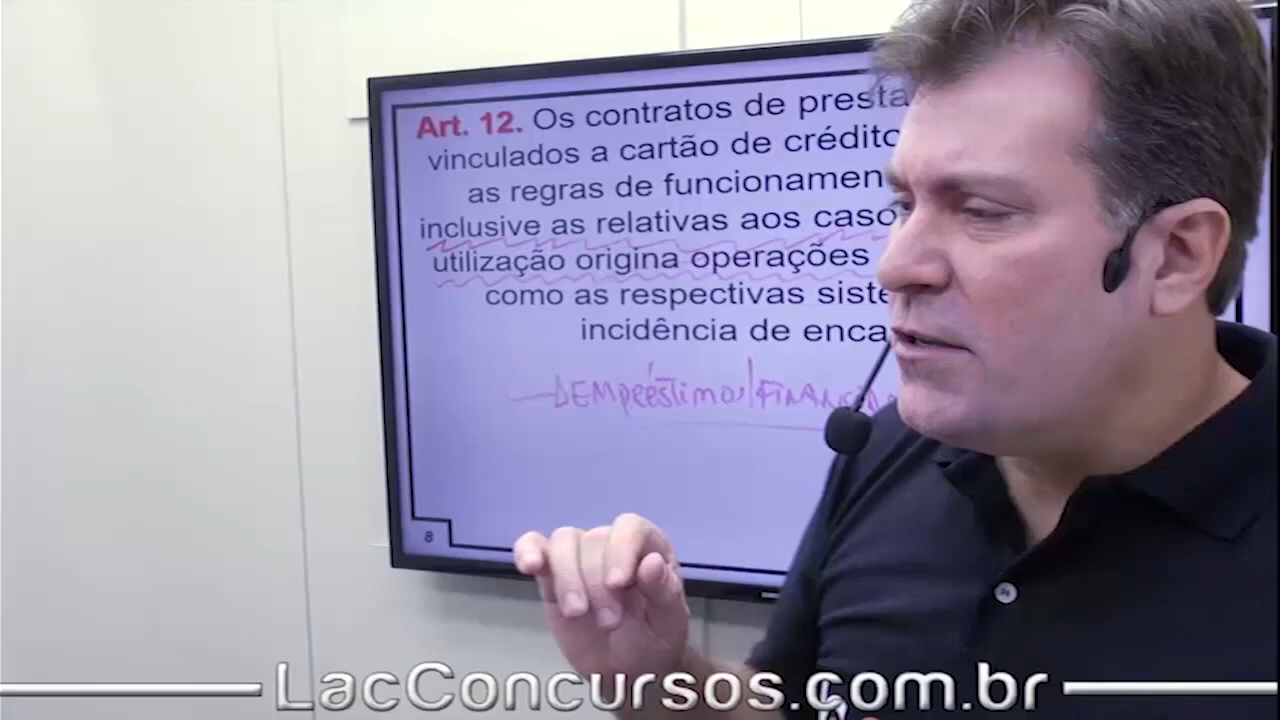 Art. 12. Os contratos de presta
vinculados a cartão de crédito
as regras de funcionamen
inclusive as relativas aos caso
utilização origina operações
como as respectivas siste
incidência de enca
8
LacConcursos.com.br